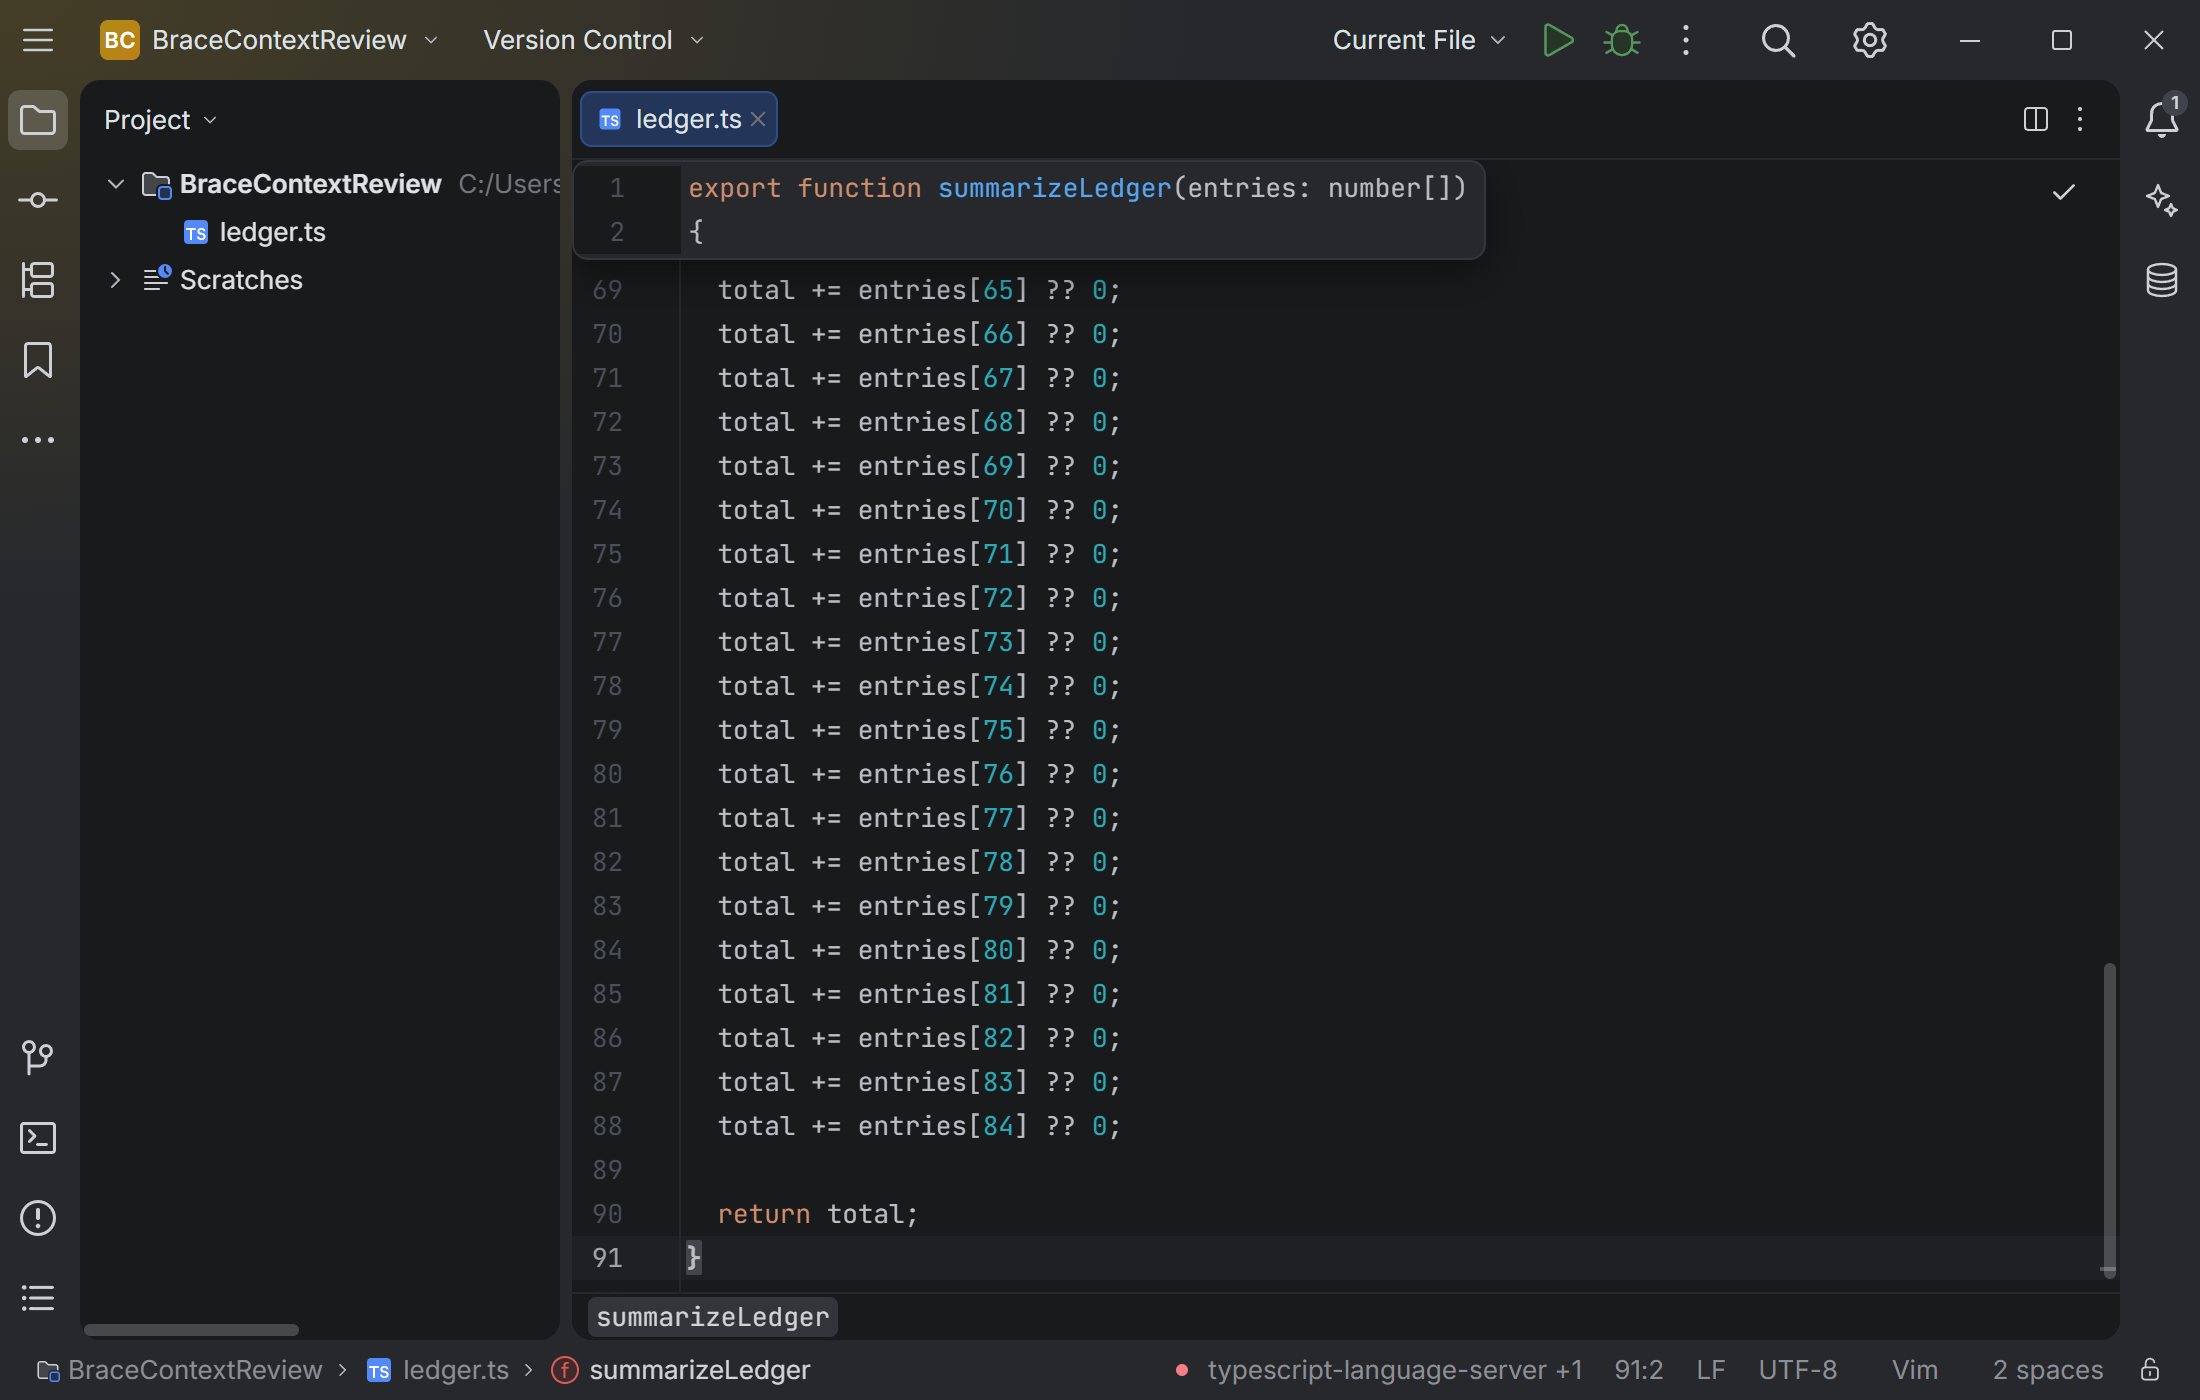 BC BraceContextReview Version Control Current File
Project
BraceContextReview C:/Users
TS ledger.ts
Scratches
TS ledger.ts
1
1 export function summarizeLedger(entries: number[])
2 {
69 total += entries[65] ?? 0;
70 total += entries[66] ?? 0;
71 total += entries[67] ?? 0;
72 total += entries[68] ?? 0;
73 total += entries[69] ?? 0;
74 total += entries[70] ?? 0;
75 total += entries[71] ?? 0;
76 total += entries[72] ?? 0;
77 total += entries[73] ?? 0;
78 total += entries[74] ?? 0;
79 total += entries[75] ?? 0;
80 total += entries[76] ?? 0;
81 total += entries[77] ?? 0;
82 total += entries[78] ?? 0;
83 total += entries[79] ?? 0;
84 total += entries[80] ?? 0;
85 total += entries[81] ?? 0;
86 total += entries[82] ?? 0;
87 total += entries[83] ?? 0;
88 total += entries[84] ?? 0;
89
90 return total;
91 }
summarizeLedger
BraceContextReview > TS ledger.ts > f summarizeLedger typescript-language-server +1 91:2 LF UTF-8 Vim 2 spaces